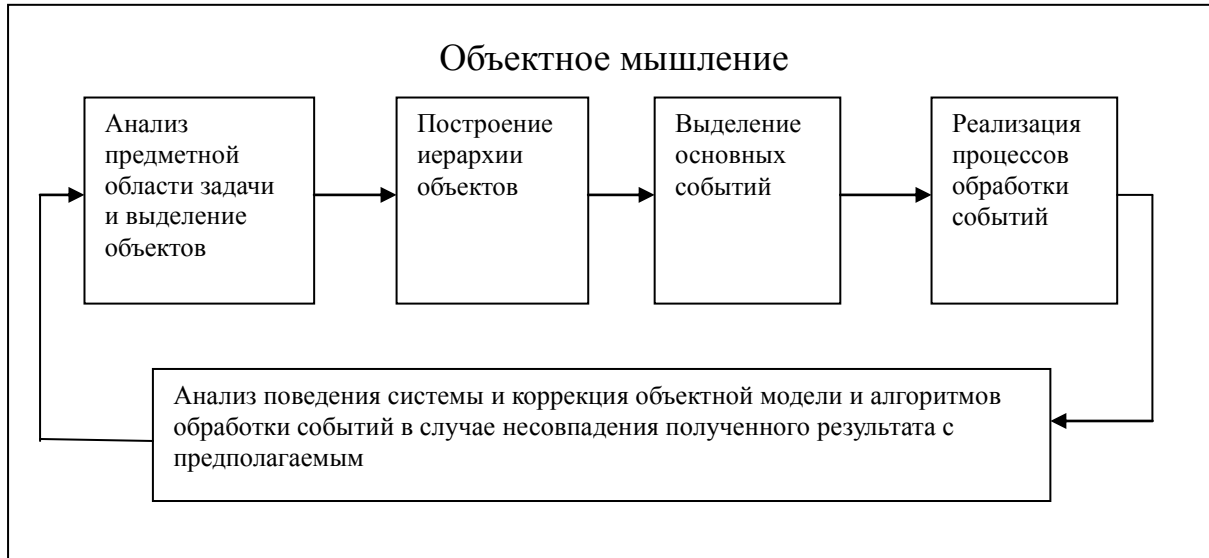 Объектное мышление
Анализ
предметной
области задачи
и выделение
объектов
Построение
иерархии
объектов
Выделение
основных
событий
Реализация
процессов
обработки
событий
Анализ поведения системы и коррекция объектной модели и алгоритмов
обработки событий в случае несовпадения полученного результата с
предполагаемым